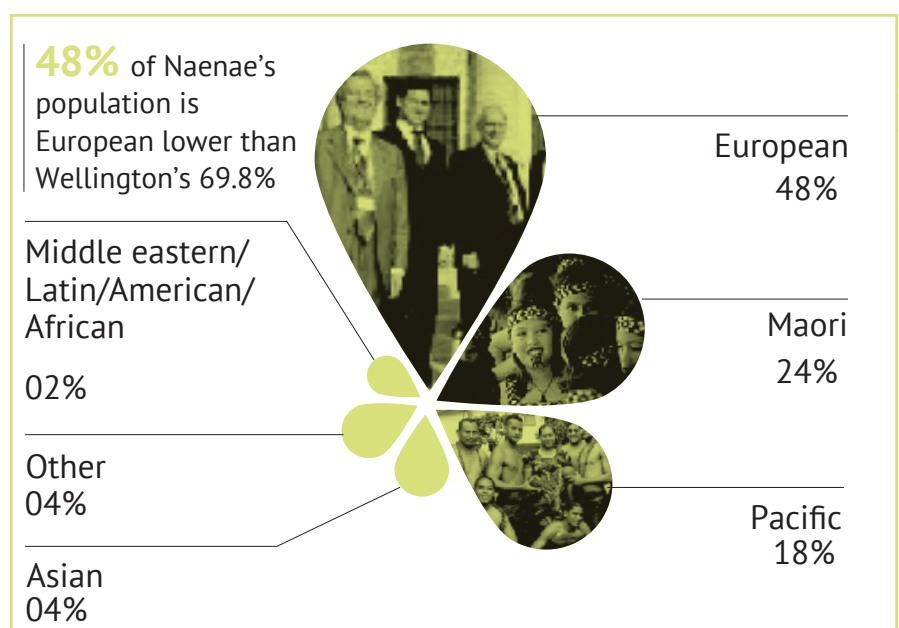 48% of Naenae’s
population is
European lower than
Wellington’s 69.8%
European
48%
Middle eastern/
Latin/American/
African
02%
Maori
24%
Other
04%
Pacific
18%
Asian
04%